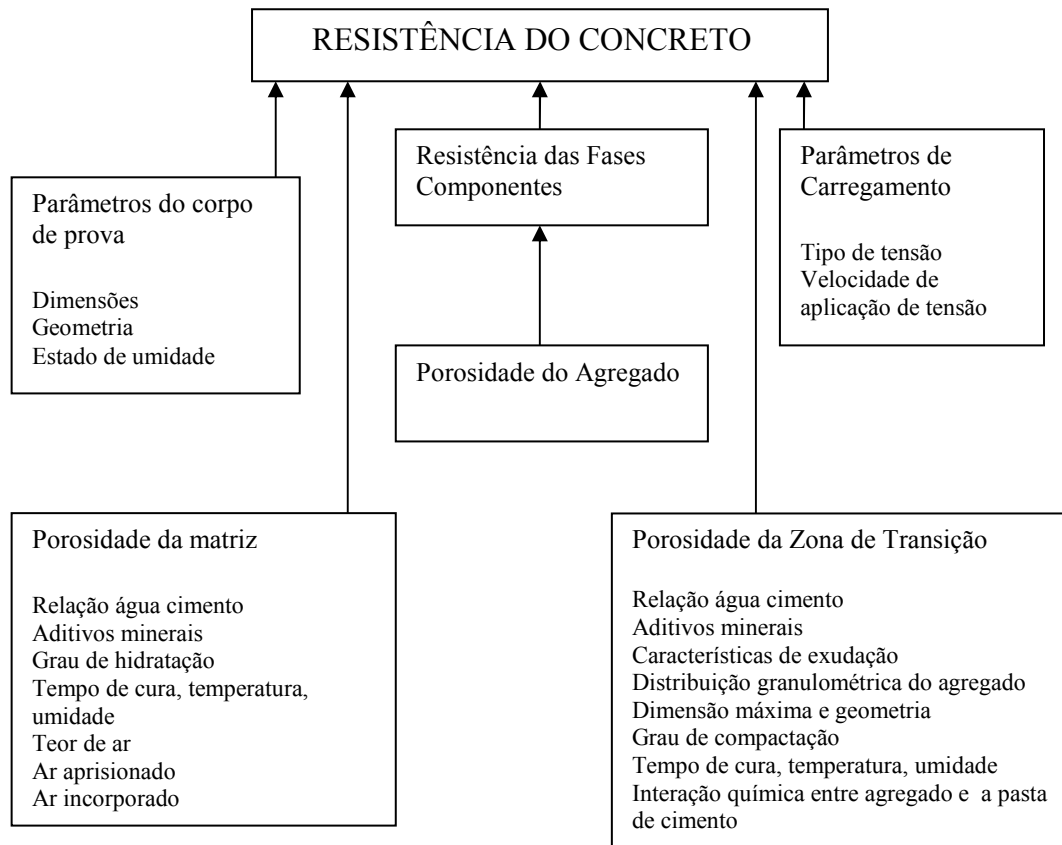 RESISTÊNCIA DO CONCRETO
Parâmetros do corpo
de prova
Dimensões
Geometria
Estado de umidade
Resistência das Fases
Componentes
Parâmetros de
Carregamento
Tipo de tensão
Velocidade de
aplicação de tensão
Porosidade do Agregado
Porosidade da matriz
Relação água cimento
Aditivos minerais
Grau de hidratação
Tempo de cura, temperatura,
umidade
Teor de ar
Ar aprisionado
Ar incorporado
Porosidade da Zona de Transição
Relação água cimento
Aditivos minerais
Características de exudação
Distribuição granulométrica do agregado
Dimensão máxima e geometria
Grau de compactação
Tempo de cura, temperatura, umidade
Interação química entre agregado e a pasta
de cimento